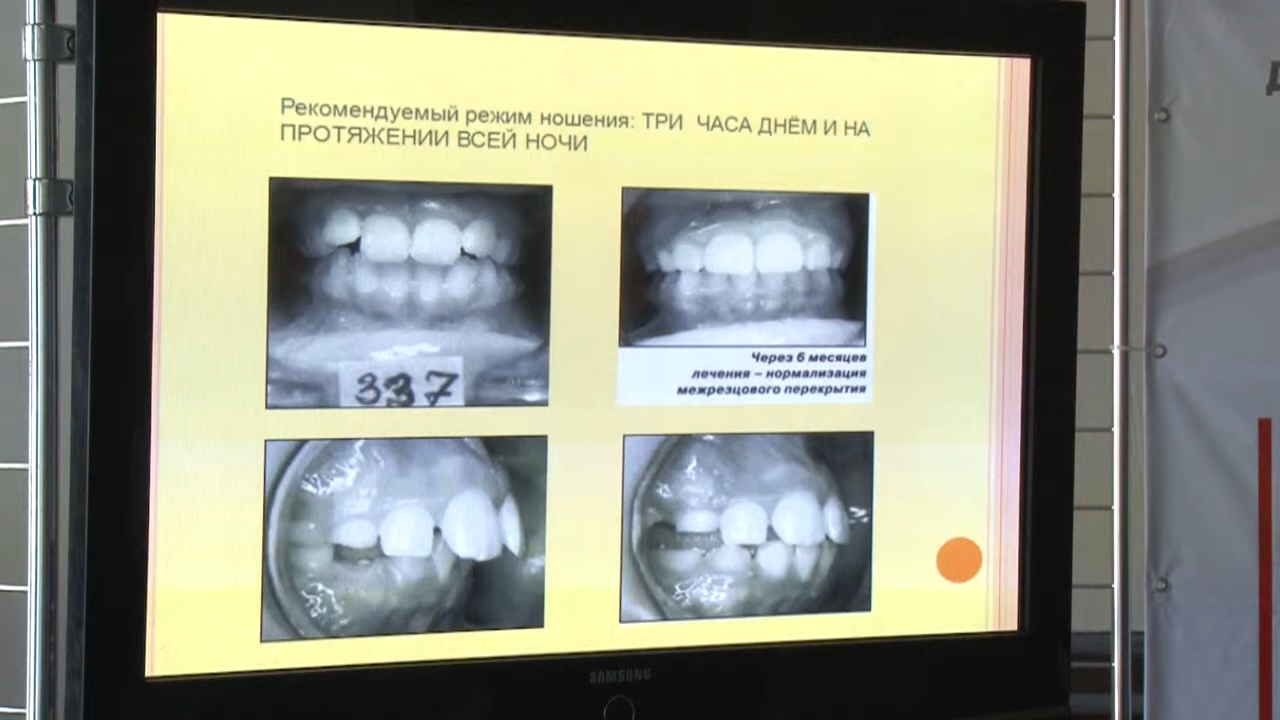 Рекомендуемый режим ношения: ТРИ ЧАСА ДНЁМ И НА
ПРОТЯЖЕНИИ ВСЕЙ НОЧИ
337
Через 6 месяцев
лечения – нормализация
межрезцового перекрытия
SAMSUNG